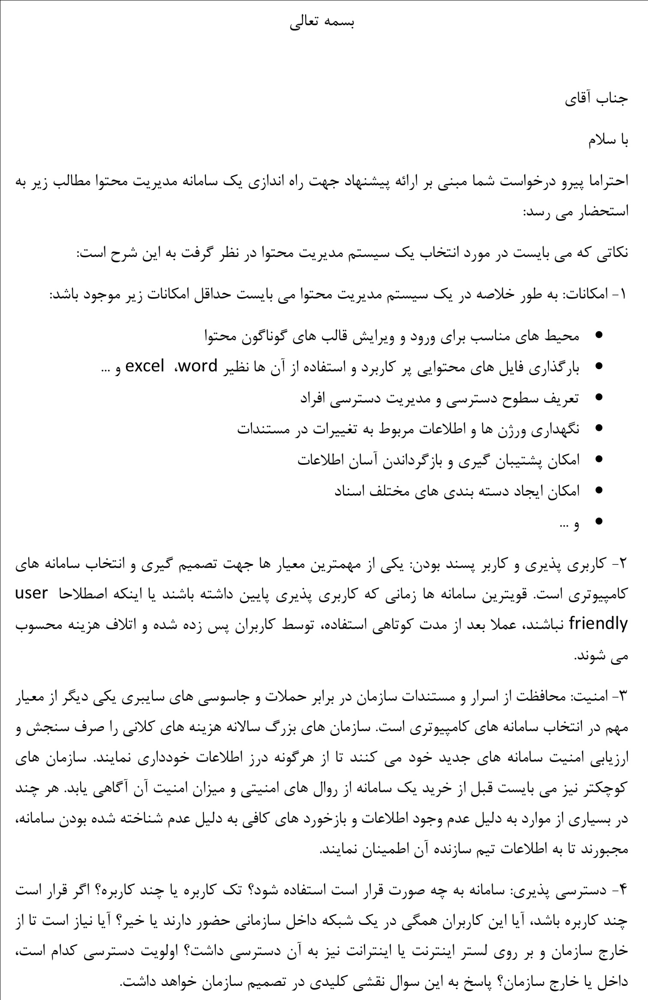 بسمه تعالی
جناب آقای
با سلام
احتراما پیرو درخواست شما مبنی بر ارائه پیشنهاد جهت راه اندازی یک سامانه مدیریت محتوا مطالب زیر به
استحضار می رسد:
نکاتی که می بایست در مورد انتخاب یک سیستم مدیریت محتوا در نظر گرفت به این شرح است:
۱- امکانات: به طور خلاصه در یک سیستم مدیریت محتوا می بایست حداقل امکانات زیر موجود باشد:
• محیط های مناسب برای ورود و ویرایش قالب های گوناگون محتوا
• بارگذاری فایل های محتوایی پر کاربرد و استفاده از آن ها نظیر word، excel و ...
• تعریف سطوح دسترسی و مدیریت دسترسی افراد
• نگهداری ورژن ها و اطلاعات مربوط به تغییرات در مستندات
• امکان پشتیبان گیری و بازگرداندن آسان اطلاعات
• امکان ایجاد دسته بندی های مختلف اسناد
• و ...
۲- کاربری پذیری و کاربر پسند بودن: یکی از مهمترین معیار ها جهت تصمیم گیری و انتخاب سامانه های
کامپیوتری است. قویترین سامانه ها زمانی که کاربری پذیری پایین داشته باشند یا اینکه اصطلاحا user
friendly نباشند، عملا بعد از مدت کوتاهی استفاده، توسط کاربران پس زده شده و اتلاف هزینه محسوب
می شوند.
۳- امنیت: محافظت از اسرار و مستندات سازمان در برابر حملات و جاسوسی های سایبری یکی دیگر از معیار
مهم در انتخاب سامانه های کامپیوتری است. سازمان های بزرگ سالانه هزینه های کلانی را صرف سنجش و
ارزیابی امنیت سامانه های جدید خود می کنند تا از هرگونه درز اطلاعات خودداری نمایند. سازمان های
کوچکتر نیز می بایست قبل از خرید یک سامانه از روال های امنیتی و میزان امنیت آن آگاهی یابد. هر چند
در بسیاری از موارد به دلیل عدم وجود اطلاعات و بازخورد های کافی به دلیل عدم شناخته شده بودن سامانه،
مجبورند تا به اطلاعات تیم سازنده آن اطمینان نمایند.
۴- دسترسی پذیری: سامانه به چه صورت قرار است استفاده شود؟ تک کاربره یا چند کاربره؟ اگر قرار است
چند کاربره باشد، آیا این کاربران همگی در یک شبکه داخل سازمانی حضور دارند یا خیر؟ آیا نیاز است تا از
خارج سازمان و بر روی لستر اینترنت یا اینترانت نیز به آن دسترسی داشت؟ اولویت دسترسی کدام است،
داخل یا خارج سازمان؟ پاسخ به این سوال نقشی کلیدی در تصمیم سازمان خواهد داشت.